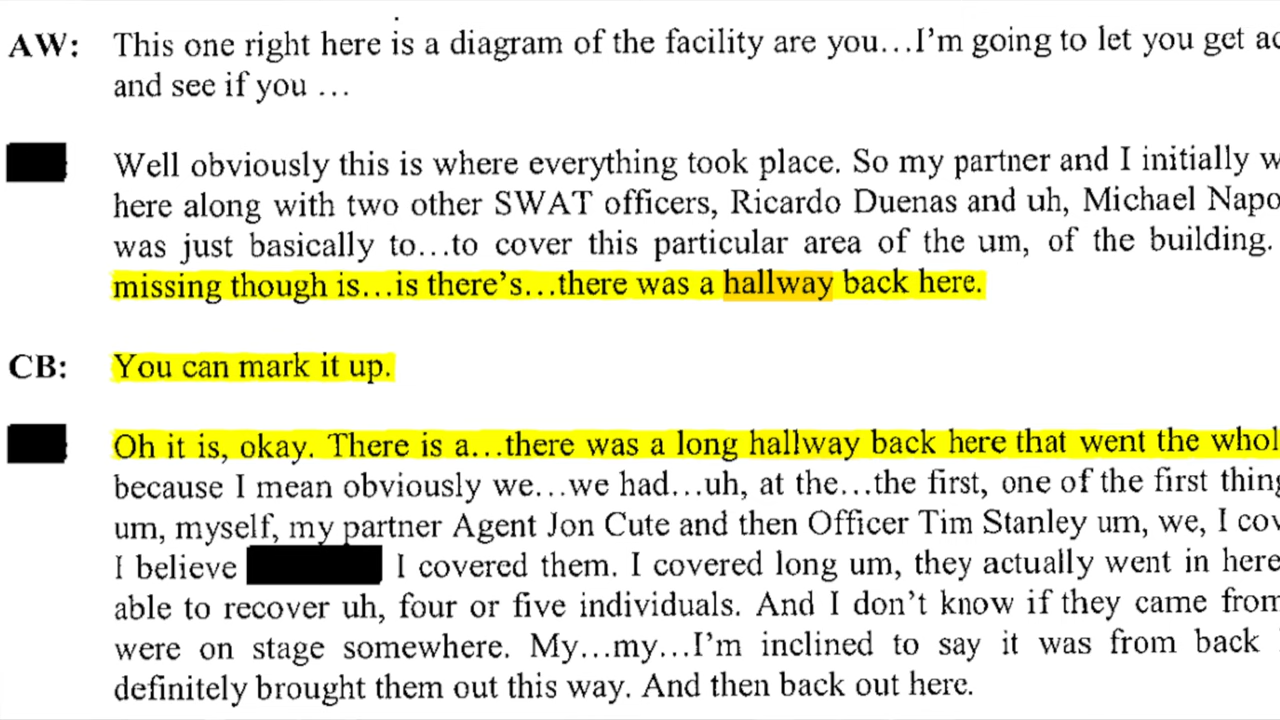 AW: This one right here is a diagram of the facility are you…I'm going to let you get
and see if you …
Well obviously this is where everything took place. So my partner and I initially
here along with two other SWAT officers, Ricardo Duenas and uh, Michael
was just basically to…to cover this particular area of the um, of the building.
missing though is…is there's…there was a hallway back here.
CB: You can mark it up.
Oh it is, okay. There is a…there was a long hallway back here that went the
because I mean obviously we…we had…uh, at the…the first, one of the first
um, myself, my partner Agent Jon Cute and then Officer Tim Stanley um, we, I
I believe I covered them. I covered long um, they actually went in here
able to recover uh, four or five individuals. And I don't know if they came from
were on stage somewhere. My…my…I'm inclined to say it was from back
definitely brought them out this way. And then back out here.